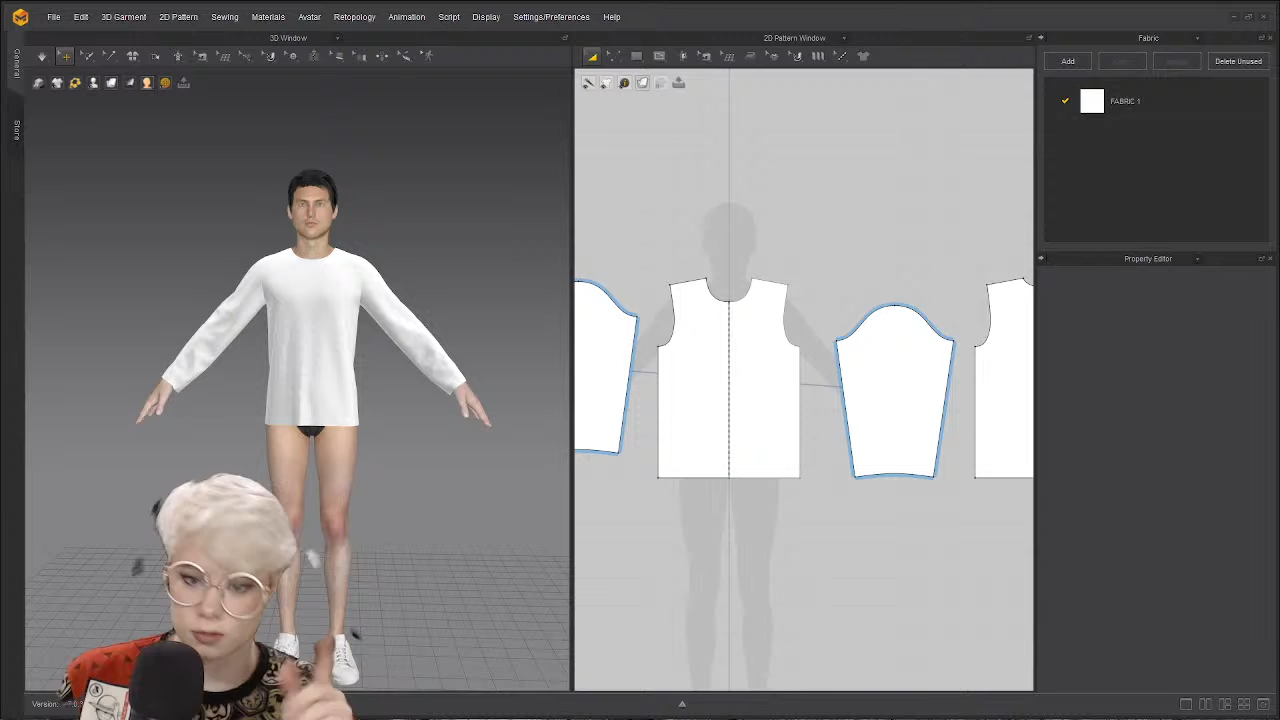 File Edit 3D Garment 2D Pattern Sewing Materials Avatar Retopology Animation Script Display Settings/Preferences Help
3D Window
2D Pattern Window
Fabric
General
Store
Add
Delete Unused
FABRIC 1
Property Editor
Version: